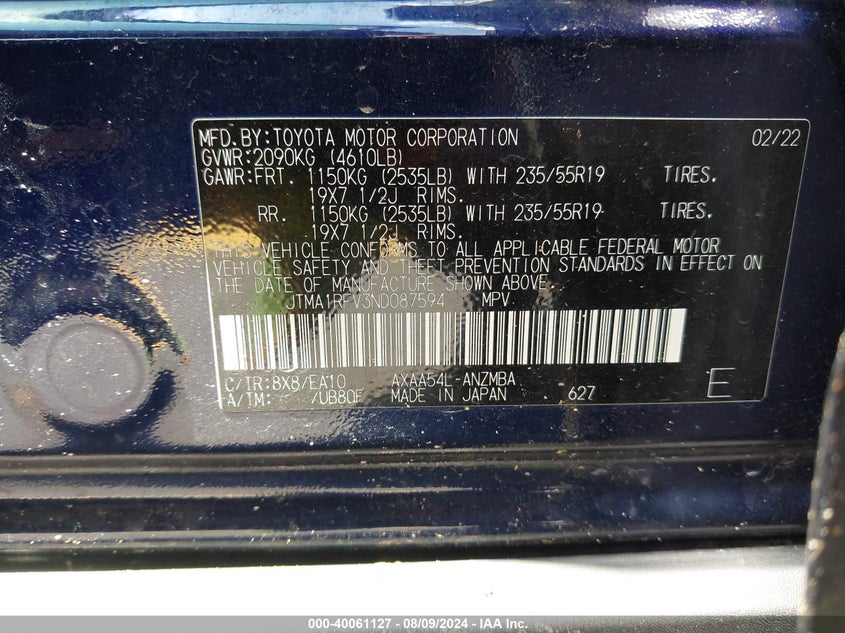 MFD.BY:TOYOTA MOTOR CORPORATION 02/22
GVWR:2090KG (4610LB)
GAWR:FRT. 1150KG (2535LB) WITH 235/55R19 TIRES.
19X7 1/2J RIMS.
RR. 1150KG (2535LB) WITH 235/55R19 TIRES.
19X7 1/2J RIMS.
THIS VEHICLE CONFORMS TO ALL APPLICABLE FEDERAL MOTOR
VEHICLE SAFETY AND THEFT PREVENTION STANDARDS IN EFFECT ON
THE DATE OF MANUFACTURE SHOWN ABOVE.
JTMA1RFV3ND087594 MPV
C/TR:8X8/EA10 AXAA54L-ANZMBA
A/TM: /UB80F MADE IN JAPAN 627 E
000-40061127 - 08/09/2024 - IAA Inc.